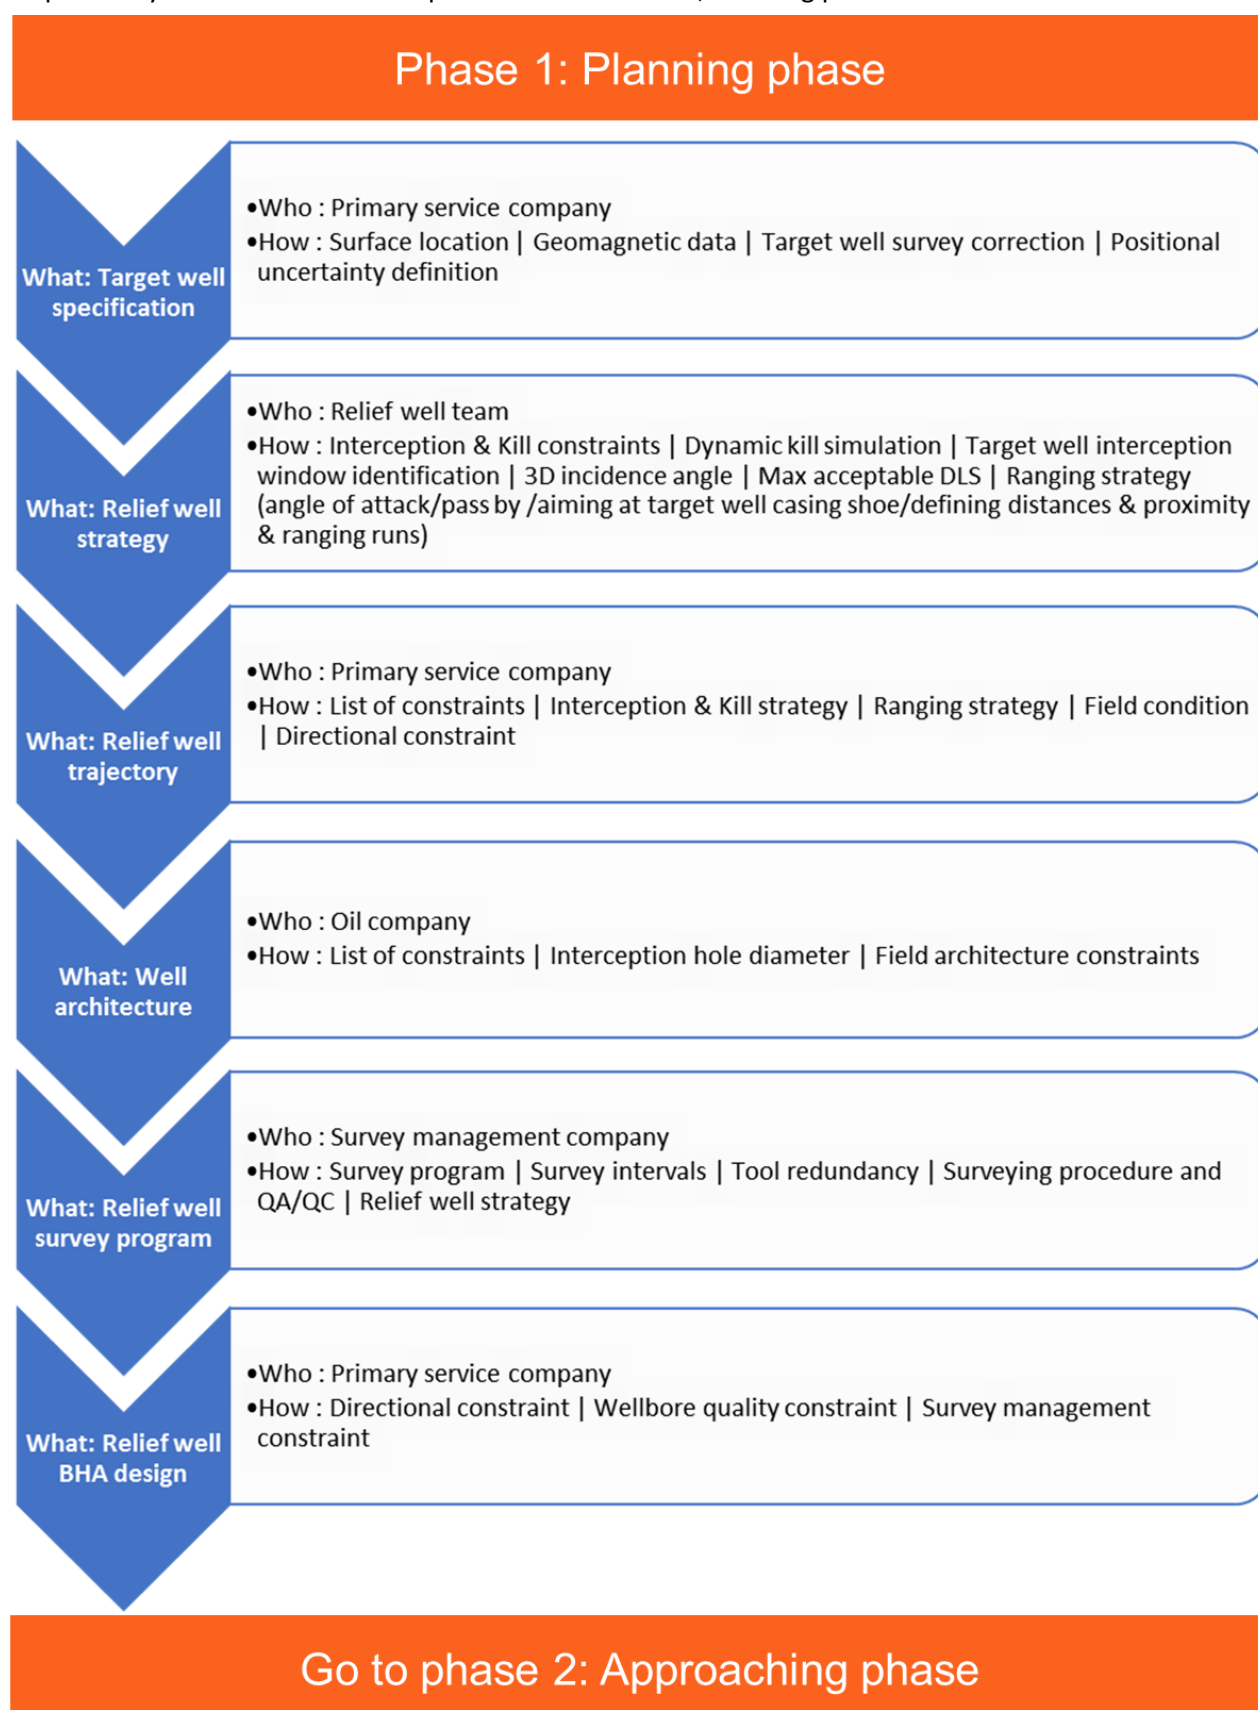 Phase 1: Planning phase
What: Target well
specification
•Who : Primary service company
•How : Surface location | Geomagnetic data | Target well survey correction | Positional
uncertainty definition
What: Relief well
strategy
•Who : Relief well team
•How : Interception & Kill constraints | Dynamic kill simulation | Target well interception
window identification | 3D incidence angle | Max acceptable DLS | Ranging strategy
(angle of attack/pass by /aiming at target well casing shoe/defining distances & proximity
& ranging runs)
What: Relief well
trajectory
•Who : Primary service company
•How : List of constraints | Interception & Kill strategy | Ranging strategy | Field condition
| Directional constraint
What: Well
architecture
•Who : Oil company
•How : List of constraints | Interception hole diameter | Field architecture constraints
What: Relief well
survey program
•Who : Survey management company
•How : Survey program | Survey intervals | Tool redundancy | Surveying procedure and
QA/QC | Relief well strategy
What: Relief well
BHA design
•Who : Primary service company
•How : Directional constraint | Wellbore quality constraint | Survey management
constraint
Go to phase 2: Approaching phase